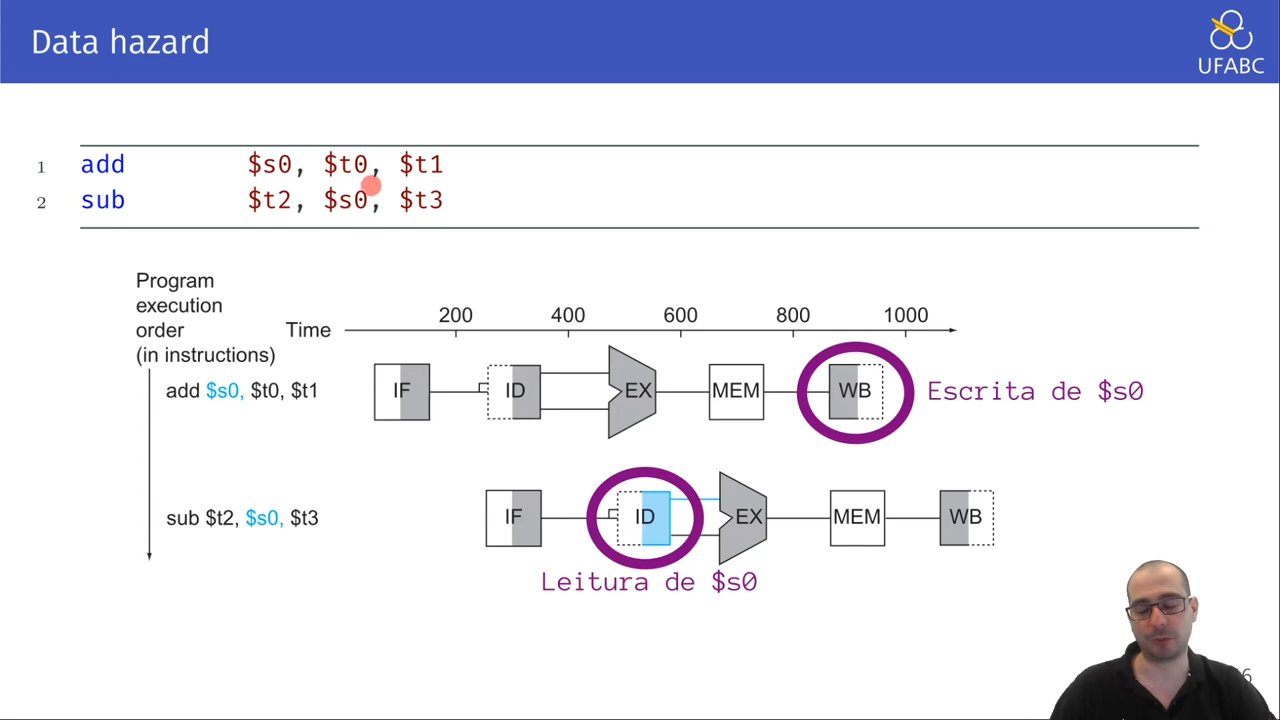 Data hazard
UFABC
1 add $s0, $t0, $t1
2 sub $t2, $s0, $t3
Program
execution
order
(in instructions)
Time
200 400 600 800 1000
add $s0, $t0, $t1
IF ID EX MEM WB
Escrita de $s0
sub $t2, $s0, $t3
IF ID EX MEM WB
Leitura de $s0
6